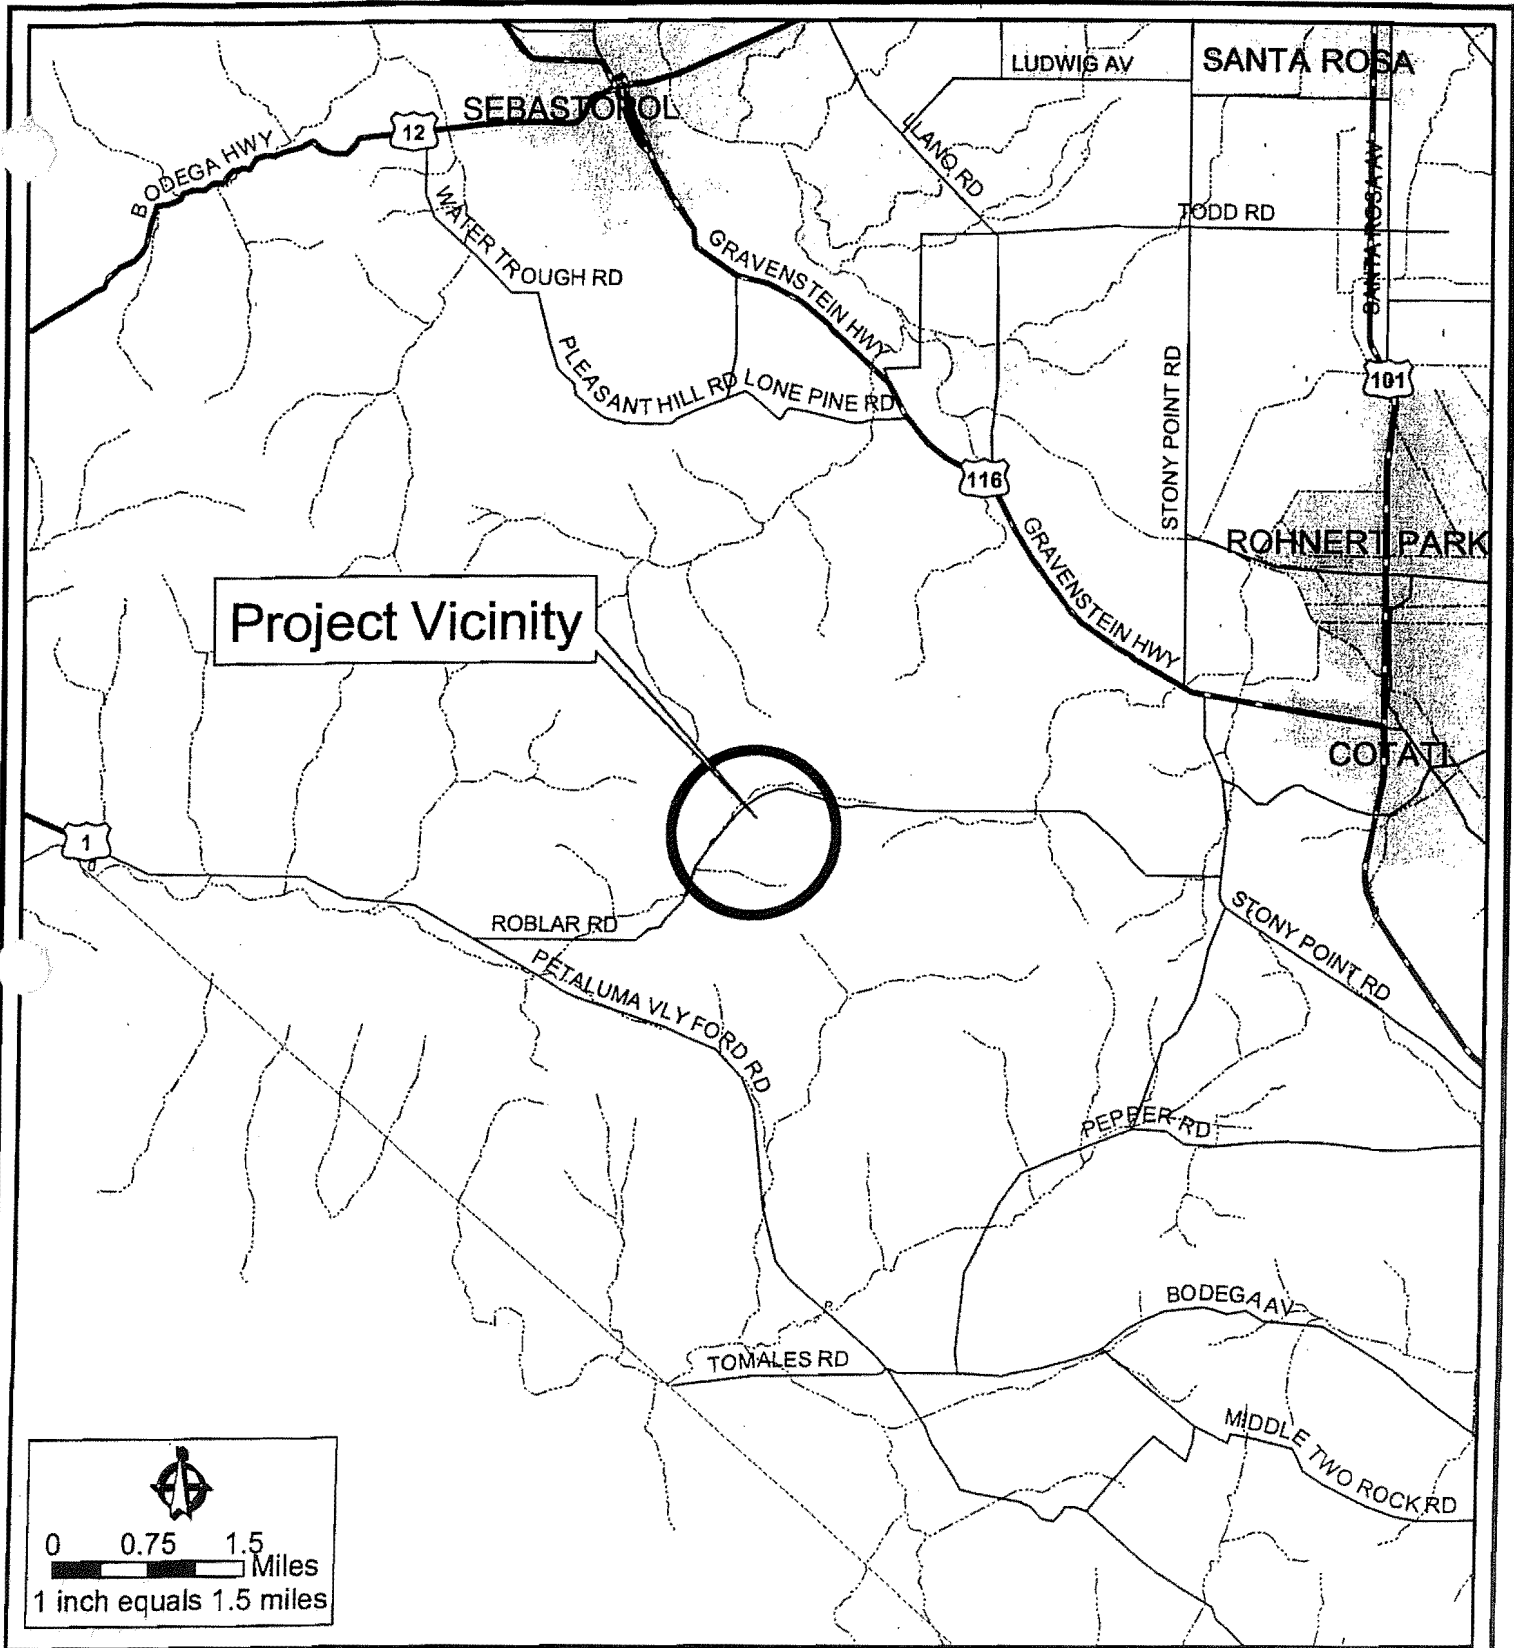 LUDWIG AV
SANTA ROSA
SEBASTOPOL
12
BODEGA HWY
LLANO RD
WATER TROUGH RD
TODD RD
SANTA ROSA AV
GRAVENSTEIN HWY
PLEASANT HILL RD
LONE PINE RD
STONY POINT RD
101
116
GRAVENSTEIN HWY
ROHNERT PARK
Project Vicinity
COTATI
1
ROBLAR RD
STONY POINT RD
PETALUMA VLY FORD RD
PEPPER RD
BODEGA AV
TOMALES RD
MIDDLE TWO ROCK RD
0 0.75 1.5
Miles
1 inch equals 1.5 miles